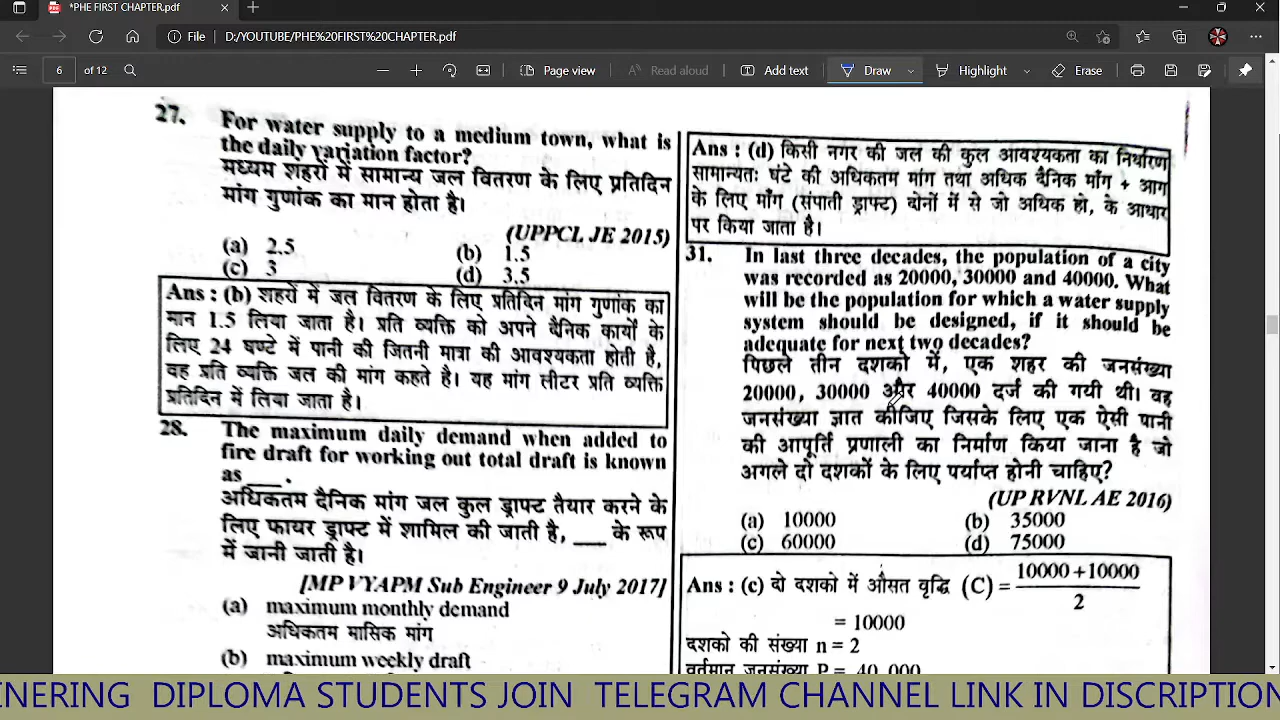 *PHE FIRST CHAPTER.pdf
File D:/YOUTUBE/PHE%20FIRST%20CHAPTER.pdf
6 of 12 Page view Read aloud Add text Draw Highlight Erase
27. For water supply to a medium town, what is
the daily variation factor?
मध्यम शहरों में सामान्य जल वितरण के लिए प्रतिदिन
मांग गुणांक का मान होता है।
(UPPCL JE 2015)
(a) 2.5 (b) 1.5
(c) 3 (d) 3.5
Ans : (b) शहरों में जल वितरण के लिए प्रतिदिन मांग गुणांक का
मान 1.5 लिया जाता है। प्रति व्यक्ति को अपने दैनिक कार्यों के
लिए 24 घण्टे में पानी की जितनी मात्रा की आवश्यकता होती है,
वह प्रति व्यक्ति जल की मांग कहते है। यह मांग लीटर प्रति व्यक्ति
प्रतिदिन में लिया जाता है।
28. The maximum daily demand when added to
fire draft for working out total draft is known
as ___.
अधिकतम दैनिक मांग जल कुल ड्राफ्ट तैयार करने के
लिए फायर ड्राफ्ट में शामिल की जाती है, ___ के रूप
में जानी जाती है।
[MP VYAPM Sub Engineer 9 July 2017]
(a) maximum monthly demand
अधिकतम मासिक मांग
(b) maximum weekly draft
Ans : (d) किसी नगर की जल की कुल आवश्यकता का निर्धारण
सामान्यतः घंटे की अधिकतम मांग तथा अधिक दैनिक माँग + आग
के लिए माँग (संपाती ड्राफ्ट) दोनों में से जो अधिक हो, के आधार
पर किया जाता है।
31. In last three decades, the population of a city
was recorded as 20000, 30000 and 40000. What
will be the population for which a water supply
system should be designed, if it should be
adequate for next two decades?
पिछले तीन दशको में, एक शहर की जनसंख्या
20000, 30000 और 40000 दर्ज की गयी थी। वह
जनसंख्या ज्ञात कीजिए जिसके लिए एक ऐसी पानी
की आपूर्ति प्रणाली का निर्माण किया जाना है जो
अगले दो दशकों के लिए पर्याप्त होनी चाहिए?
(UP RVNL AE 2016)
(a) 10000 (b) 35000
(c) 60000 (d) 75000
Ans : (c) दो दशको में औसत वृद्धि (C) = 10000 + 10000
2
= 10000
दशको की संख्या n = 2
वर्तमान जनसंख्या P = 40,000
ENERING DIPLOMA STUDENTS JOIN TELEGRAM CHANNEL LINK IN DISCRIPTION